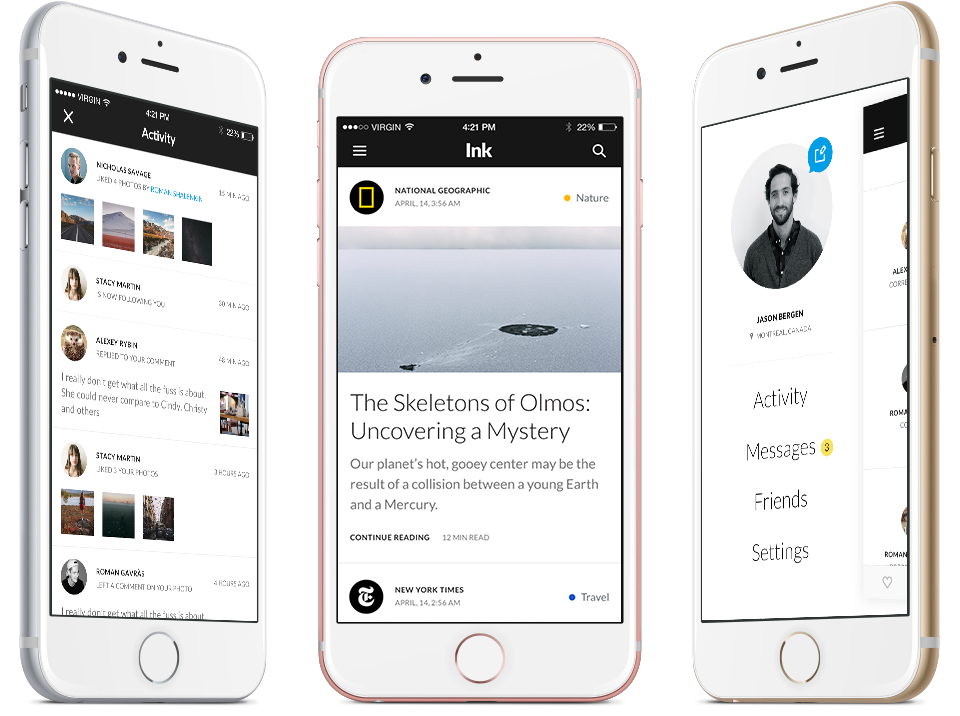 VIRGIN
4:21 PM
22%
Activity
NICHOLAS SAVAGE
LIKED 4 PHOTOS BY ROMAN SHALENKIN
15 MIN AGO
STACY MARTIN
IS NOW FOLLOWING YOU
30 MIN AGO
ALEXEY RYBIN
REPLIED TO YOUR COMMENT
48 MIN AGO
I really don't get what all the fuss is about.
She could never compare to Cindy, Christy
and others
STACY MARTIN
LIKED 3 YOUR PHOTOS
3 HOURS AGO
ROMAN GAVRAS
LEFT A COMMENT ON YOUR PHOTO
4 HOURS AGO
I really don't get what all the fuss is about.
VIRGIN
4:21 PM
22%
Ink
NATIONAL GEOGRAPHIC
APRIL, 14, 3:56 AM
Nature
The Skeletons of Olmos:
Uncovering a Mystery
Our planet's hot, gooey center may be the
result of a collision between a young Earth
and a Mercury.
CONTINUE READING 12 MIN READ
NEW YORK TIMES
APRIL, 14, 2:56 AM
Travel
JASON BERGEN
MONTREAL, CANADA
Activity
Messages 3
Friends
Settings
ALEX
CORRE
ROMA
ROMAN